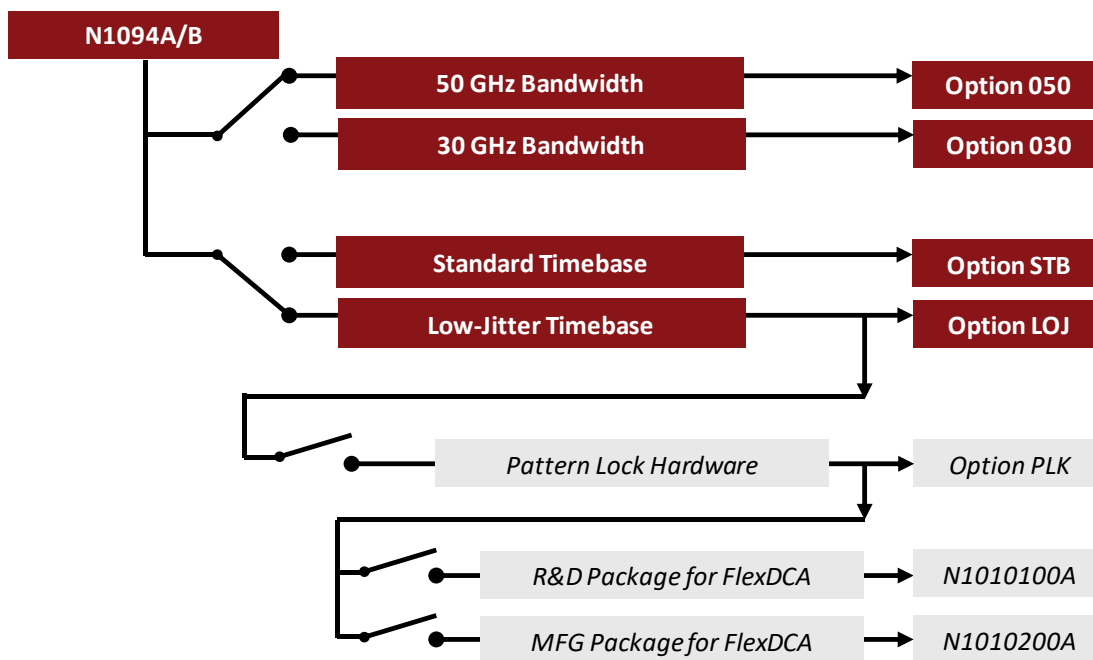 N1094A/B
50 GHz Bandwidth
Option 050
30 GHz Bandwidth
Option 030
Standard Timebase
Option STB
Low-Jitter Timebase
Option LOJ
Pattern Lock Hardware
Option PLK
R&D Package for FlexDCA
N1010100A
MFG Package for FlexDCA
N1010200A